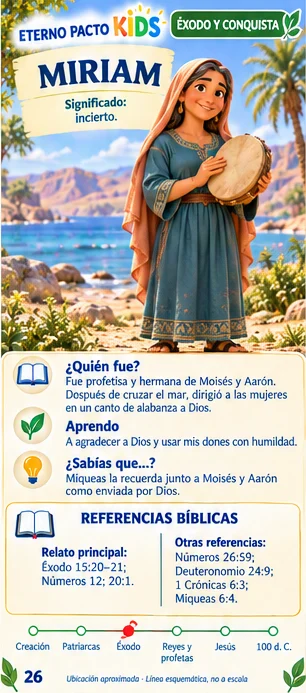 ETERNO PACTO KIDS
ÉXODO Y CONQUISTA
MIRIAM
Significado:
incierto.
¿Quién fue?
Fue profetisa y hermana de Moisés y Aarón.
Después de cruzar el mar, dirigió a las mujeres
en un canto de alabanza a Dios.
Aprendo
A agradecer a Dios y usar mis dones con humildad.
¿Sabías que...?
Miqueas la recuerda junto a Moisés y Aarón
como enviada por Dios.
REFERENCIAS BÍBLICAS
Relato principal:
Éxodo 15:20–21;
Números 12; 20:1.
Otras referencias:
Números 26:59;
Deuteronomio 24:9;
1 Crónicas 6:3;
Miqueas 6:4.
Creación
Patriarcas
Éxodo
Reyes y
profetas
Jesús
100 d. C.
26
Ubicación aproximada · Línea esquemática, no a escala